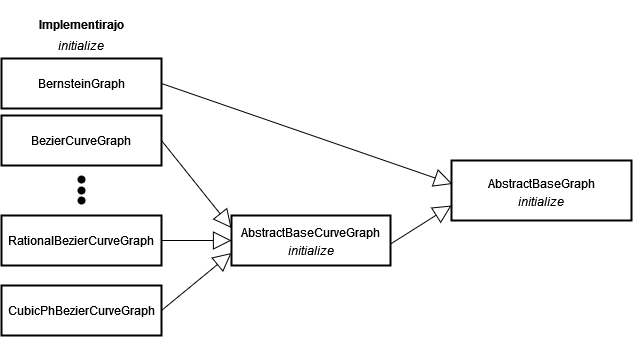 Implementirajo
initialize
BernsteinGraph
BezierCurveGraph
RationalBezierCurveGraph
CubicPhBezierCurveGraph
AbstractBaseCurveGraph
initialize
AbstractBaseGraph
initialize